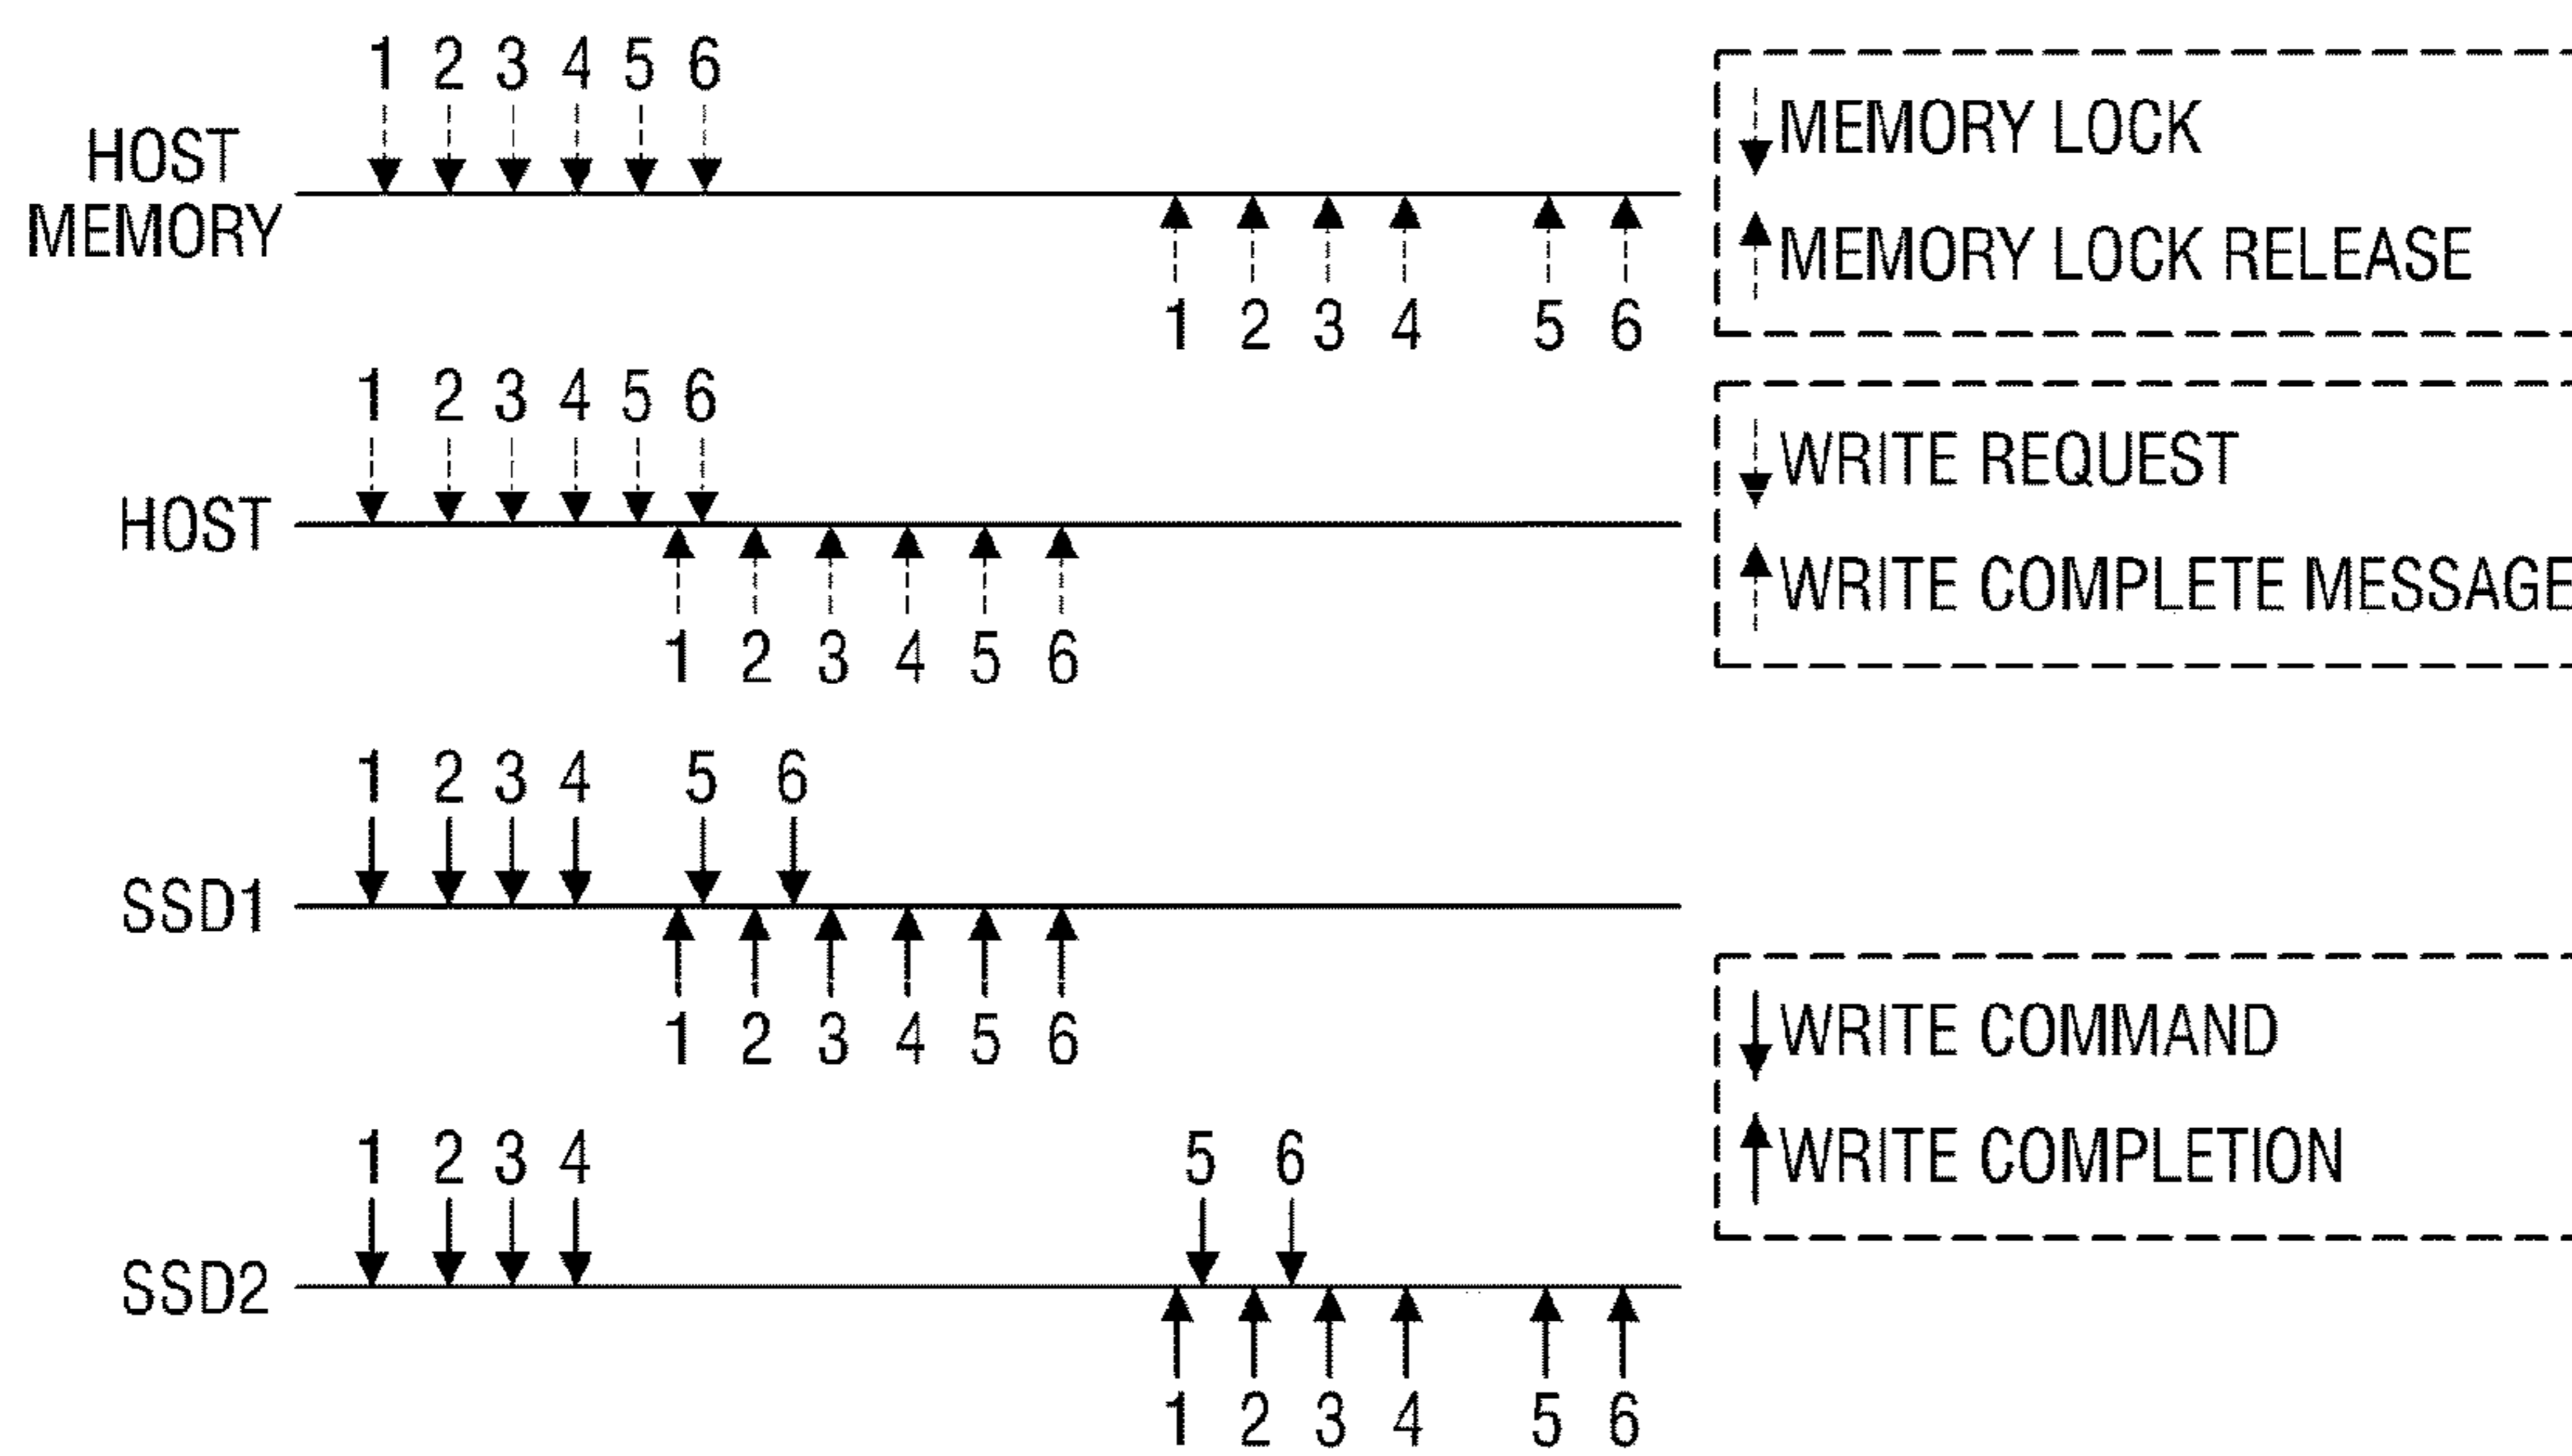 1 2 3 4 5 6
HOST
MEMORY
1 2 3 4 5 6
MEMORY LOCK
MEMORY LOCK RELEASE
1 2 3 4 5 6
HOST
1 2 3 4 5 6
WRITE REQUEST
WRITE COMPLETE MESSAGE
1 2 3 4 5 6
SSD1
1 2 3 4 5 6
1 2 3 4 5 6
SSD2
1 2 3 4 5 6
WRITE COMMAND
WRITE COMPLETION